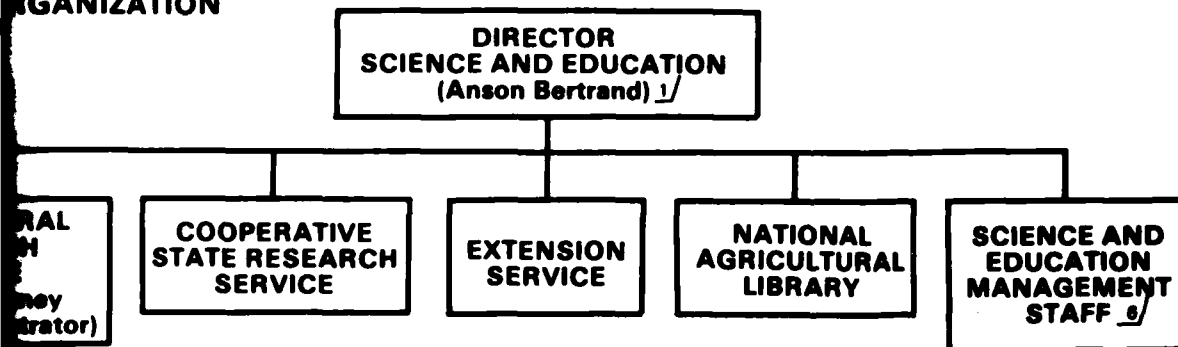 RGANIZATION
DIRECTOR
SCIENCE AND EDUCATION
(Anson Bertrand) 1/
RAL
H
ney
trator)
COOPERATIVE
STATE RESEARCH
SERVICE
EXTENSION
SERVICE
NATIONAL
AGRICULTURAL
LIBRARY
SCIENCE AND
EDUCATION
MANAGEMENT
STAFF 6/